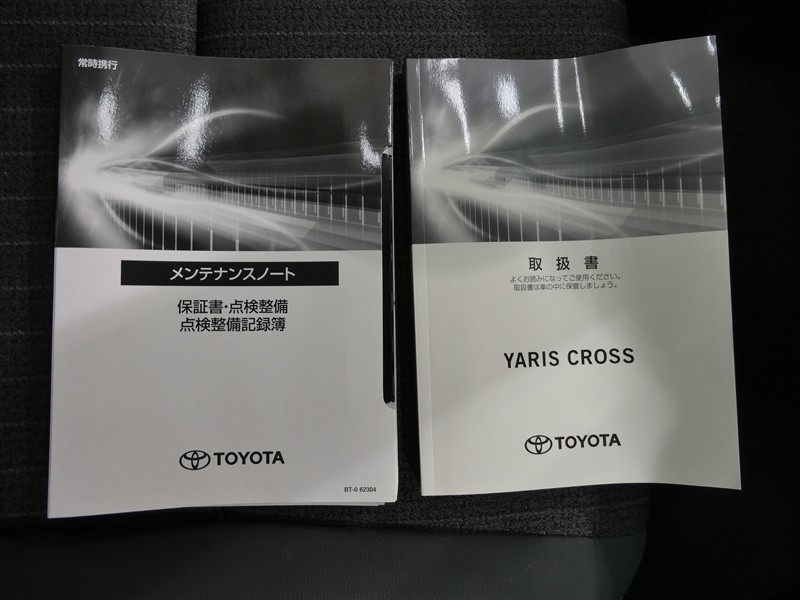 常時携行
メンテナンスノート
保証書・点検整備
点検整備記録簿
TOYOTA
BT-0 62304
取扱書
よくお読みになってご使用ください。
取扱書は車の中に保管しましょう。
YARIS CROSS
TOYOTA